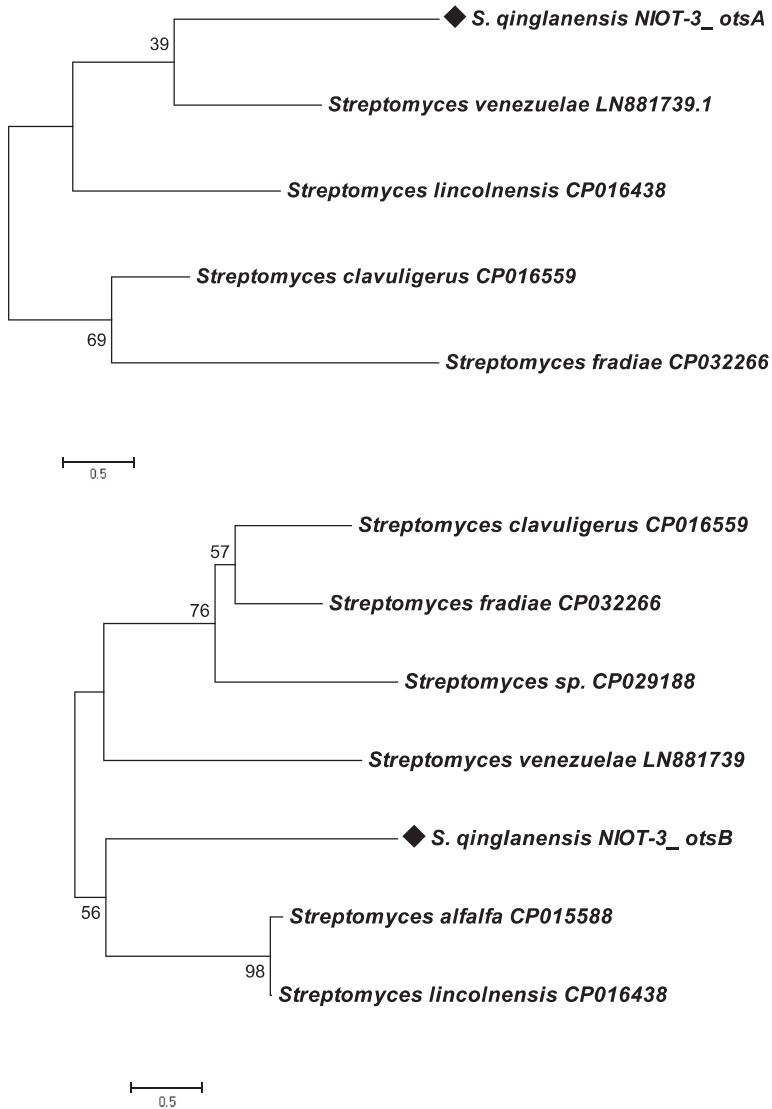 S. qinglanensis NIOT-3_ otsA
39
Streptomyces venezuelae LN881739.1
Streptomyces lincolnensis CP016438
Streptomyces clavuligerus CP016559
69
Streptomyces fradiae CP032266
0.5
Streptomyces clavuligerus CP016559
57
Streptomyces fradiae CP032266
76
Streptomyces sp. CP029188
Streptomyces venezuelae LN881739
S. qinglanensis NIOT-3_ otsB
56
Streptomyces alfalfa CP015588
98
Streptomyces lincolnensis CP016438
0.5